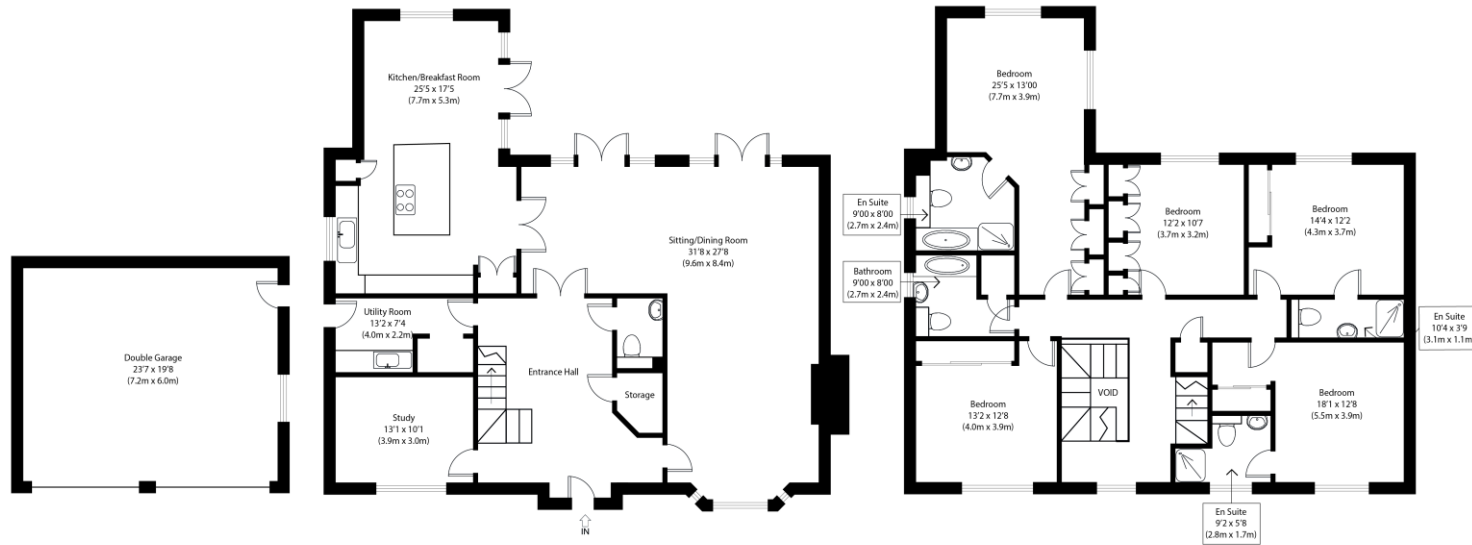 Double Garage
23'7 x 19'8
(7.2m x 6.0m)
Kitchen/Breakfast Room
25'5 x 17'5
(7.7m x 5.3m)
Sitting/Dining Room
31'8 x 27'8
(9.6m x 8.4m)
Utility Room
13'2 x 7'4
(4.0m x 2.2m)
Entrance Hall
Storage
Study
13'1 x 10'1
(3.9m x 3.0m)
IN
Bedroom
25'5 x 13'00
(7.7m x 3.9m)
En Suite
9'00 x 8'00
(2.7m x 2.4m)
Bedroom
12'2 x 10'7
(3.7m x 3.2m)
Bedroom
14'4 x 12'2
(4.3m x 3.7m)
Bathroom
9'00 x 8'00
(2.7m x 2.4m)
En Suite
10'4 x 3'9
(3.1m x 1.1m)
Bedroom
13'2 x 12'8
(4.0m x 3.9m)
VOID
Bedroom
18'1 x 12'8
(5.5m x 3.9m)
En Suite
9'2 x 5'8
(2.8m x 1.7m)